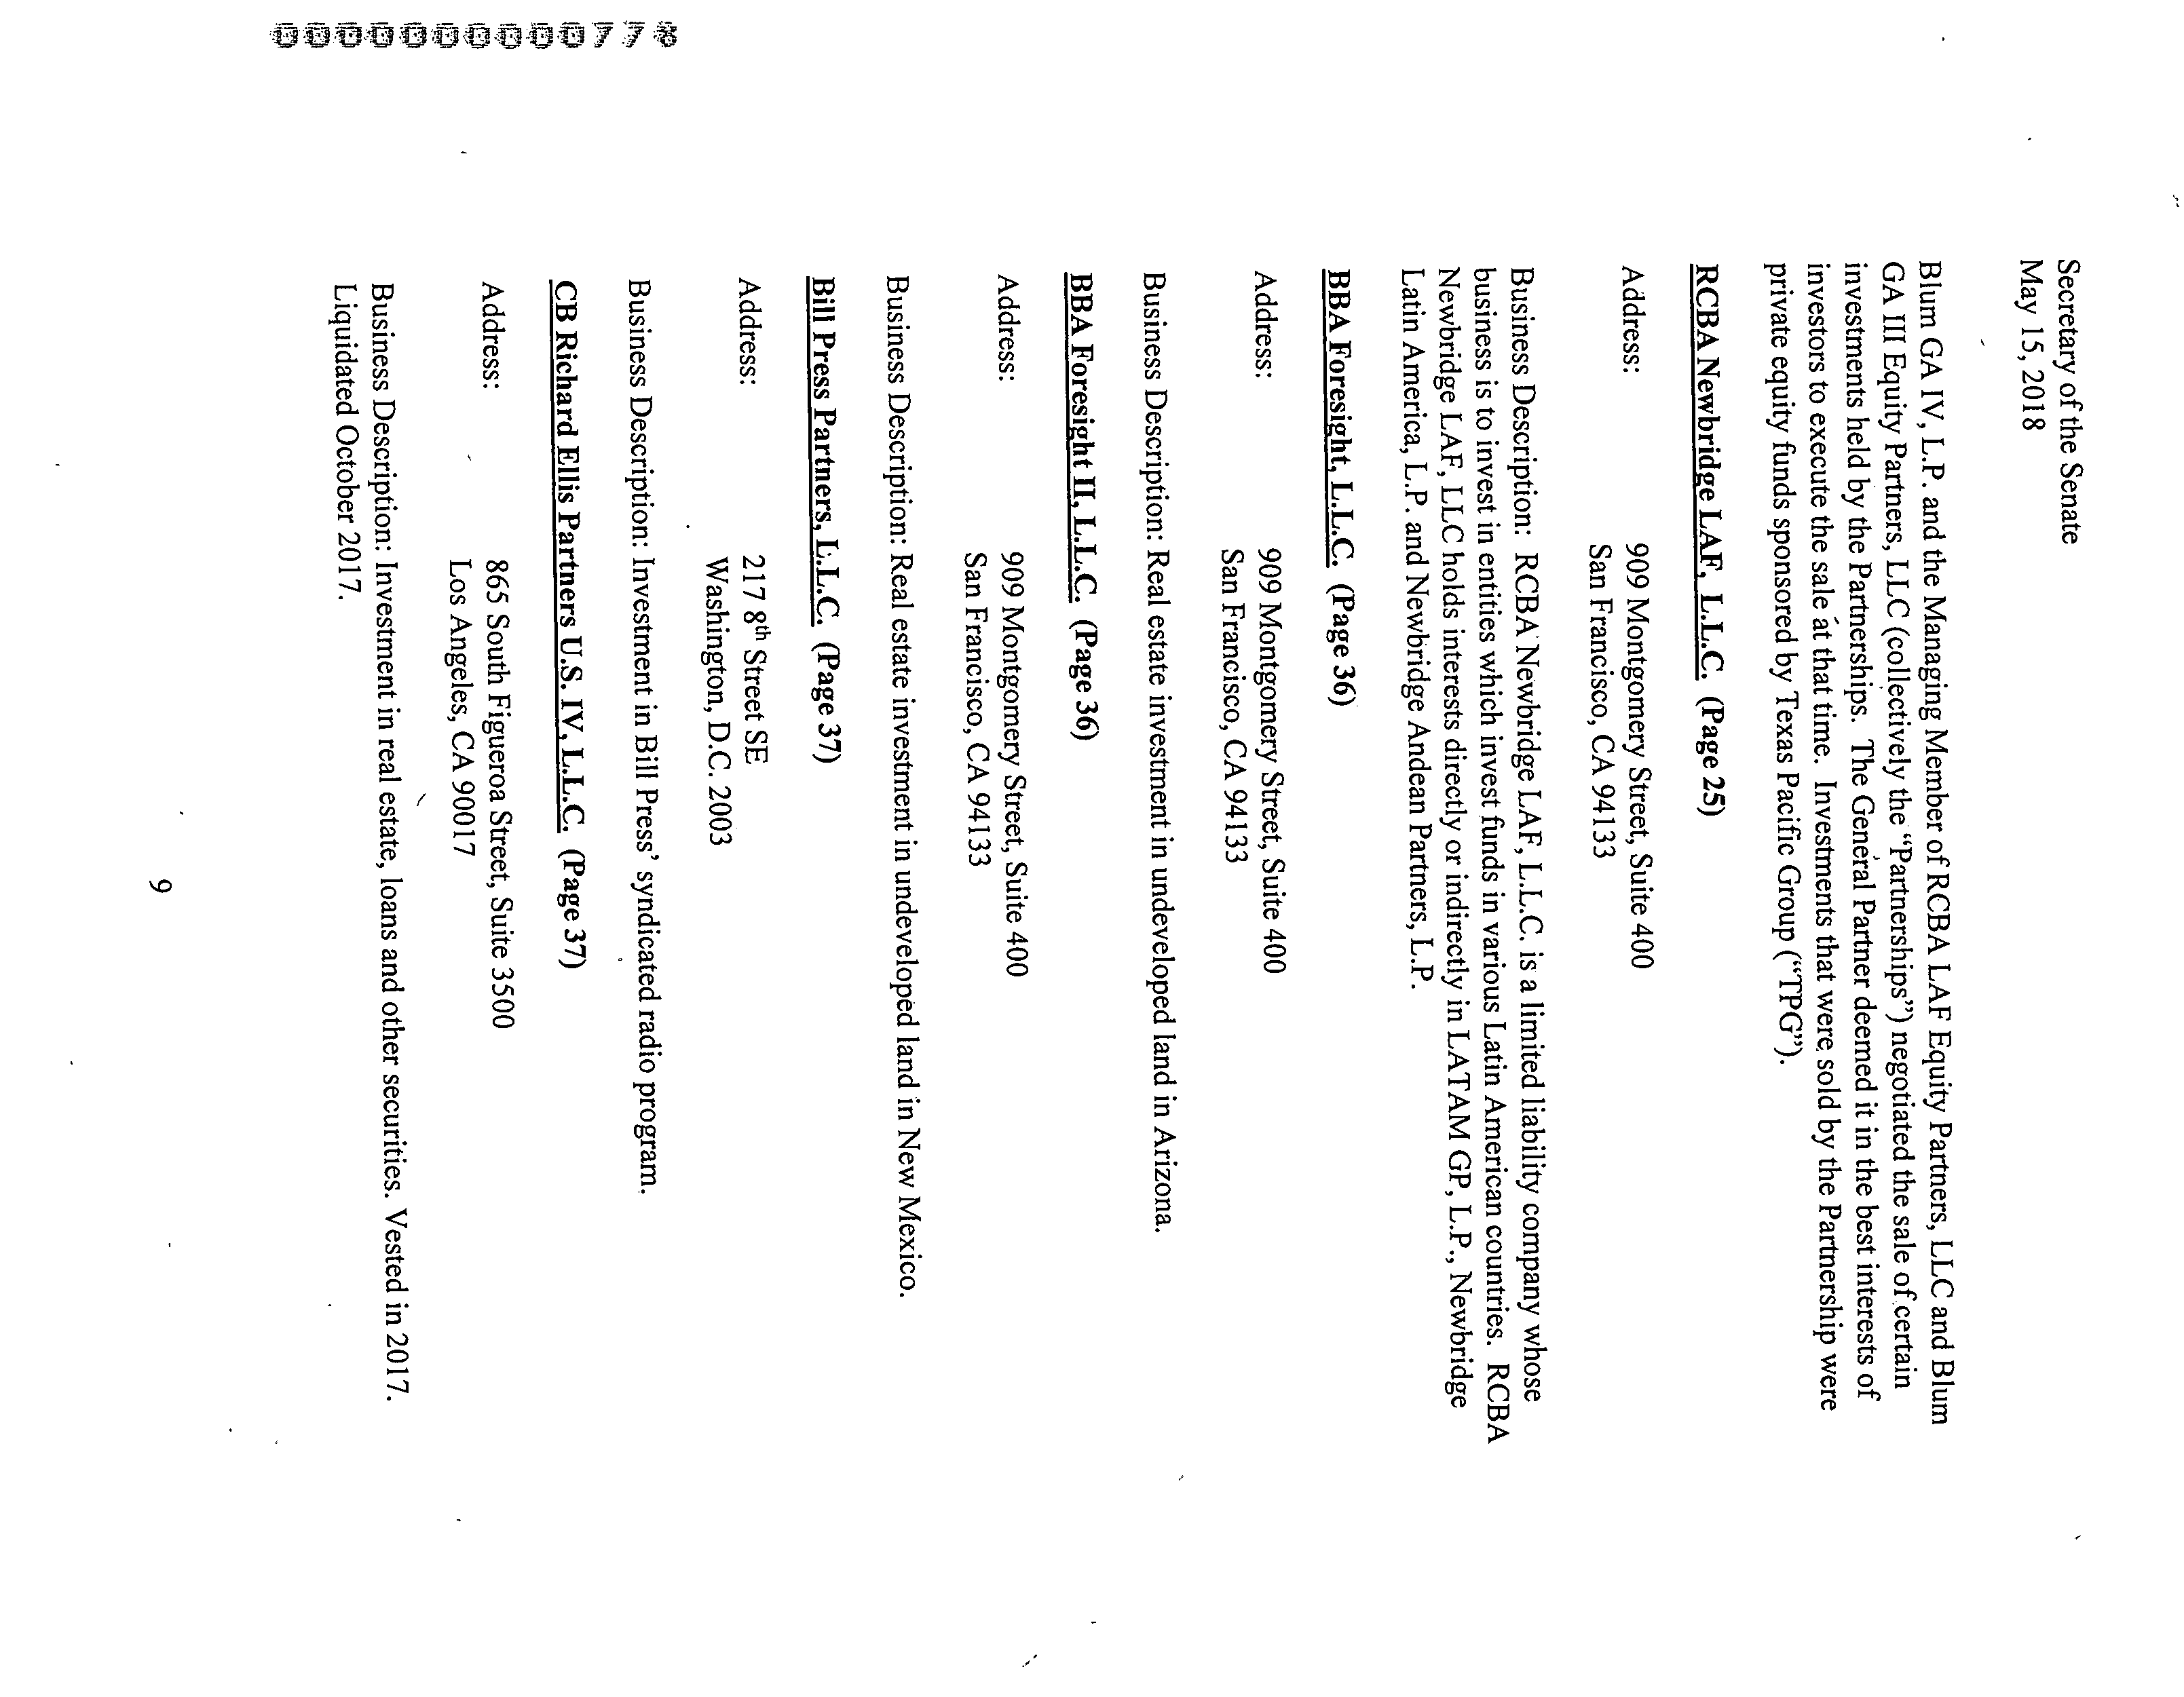 Secretary of the Senate
May 15, 2018
Blum GA IV, L.P. and the Managing Member of RCBA LAF Equity Partners, LLC and Blum
GA III Equity Partners, LLC (collectively the “Partnerships”) negotiated the sale of certain
investments held by the Partnerships. The General Partner deemed it in the best interests of
investors to execute the sale at that time. Investments that were sold by the Partnership were
private equity funds sponsored by Texas Pacific Group (“TPG”).
RCBA Newbridge LAF, L.L.C. (Page 25)
Address: 909 Montgomery Street, Suite 400
San Francisco, CA 94133
Business Description: RCBA Newbridge LAF, L.L.C. is a limited liability company whose
business is to invest in entities which invest funds in various Latin American countries. RCBA
Newbridge LAF, LLC holds interests directly or indirectly in LATAM GP, L.P., Newbridge
Latin America, L.P. and Newbridge Andean Partners, L.P.
BBA Foresight, L.L.C. (Page 36)
Address: 909 Montgomery Street, Suite 400
San Francisco, CA 94133
Business Description: Real estate investment in undeveloped land in Arizona.
BBA Foresight II, L.L.C. (Page 36)
Address: 909 Montgomery Street, Suite 400
San Francisco, CA 94133
Business Description: Real estate investment in undeveloped land in New Mexico.
Bill Press Partners, L.L.C. (Page 37)
Address: 217 8th Street SE
Washington, D.C. 2003
Business Description: Investment in Bill Press’ syndicated radio program.
CB Richard Ellis Partners U.S. IV, L.L.C. (Page 37)
Address: 865 South Figueroa Street, Suite 3500
Los Angeles, CA 90017
Business Description: Investment in real estate, loans and other securities. Vested in 2017.
Liquidated October 2017.
9